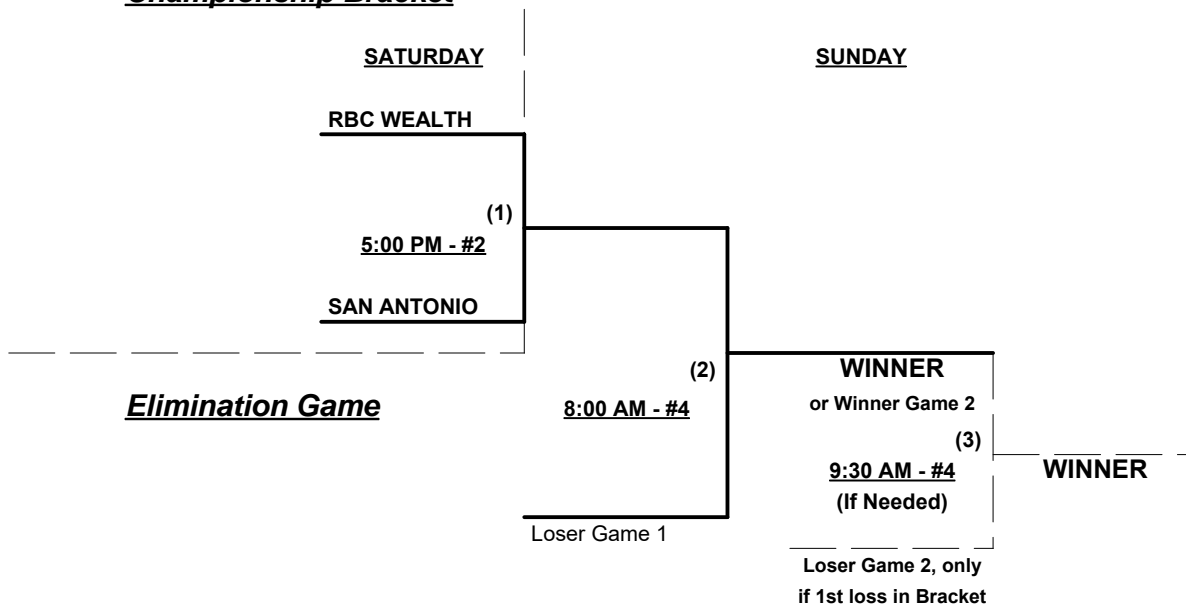 Championship Bracket
SATURDAY
SUNDAY
RBC WEALTH
(1)
5:00 PM - #2
SAN ANTONIO
(2)
WINNER
Elimination Game
8:00 AM - #4
or Winner Game 2
(3)
9:30 AM - #4
WINNER
(If Needed)
Loser Game 1
Loser Game 2, only
if 1st loss in Bracket